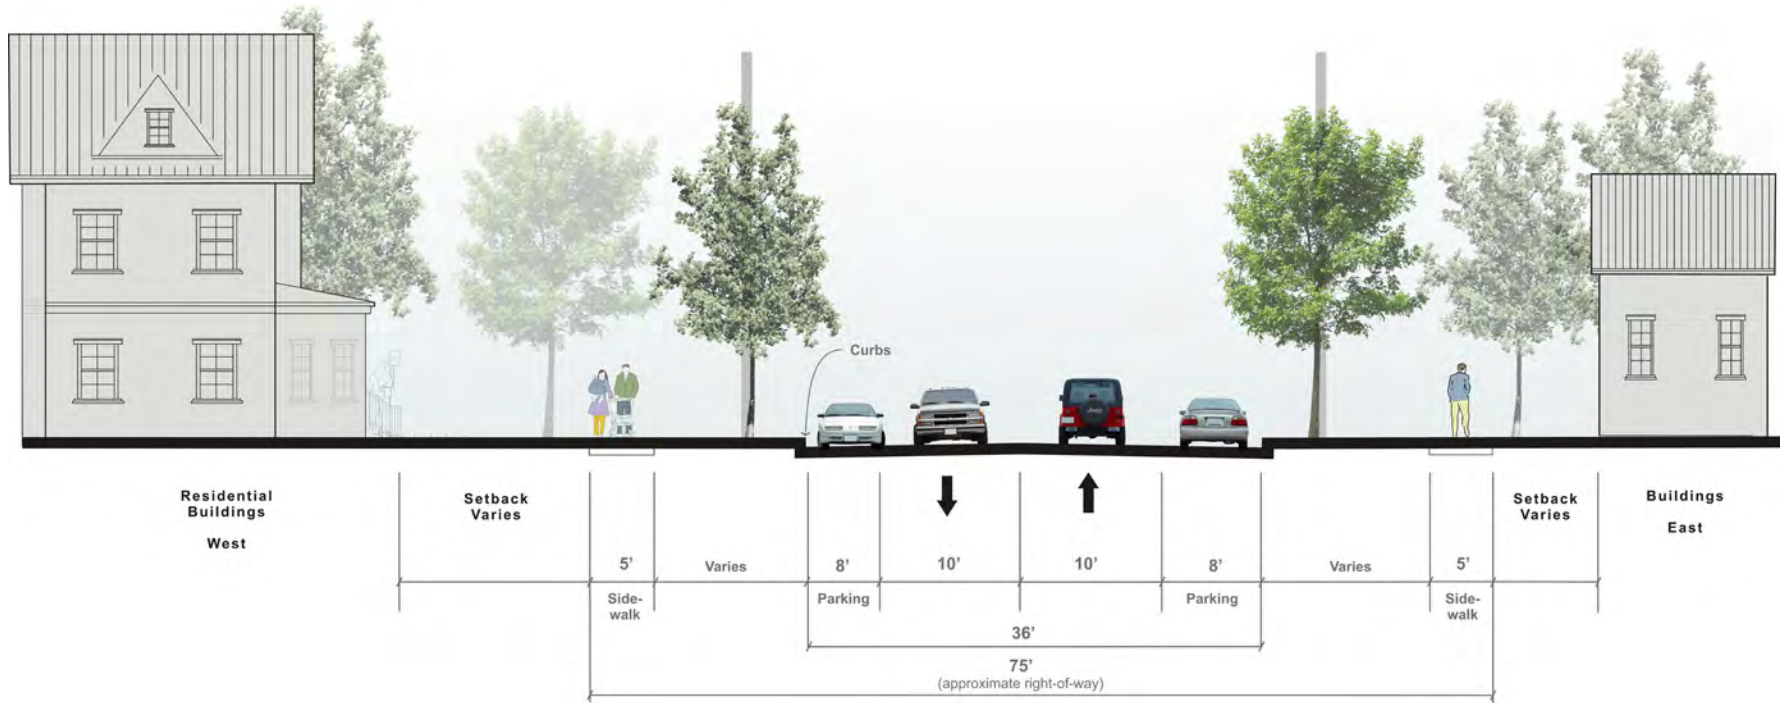 Curbs
Residential
Buildings
West
Setback
Varies
5'
Side-
walk
Varies
8'
Parking
10'
10'
8'
Parking
Varies
5'
Side-
walk
Setback
Varies
Buildings
East
36'
75'
(approximate right-of-way)
Jeep